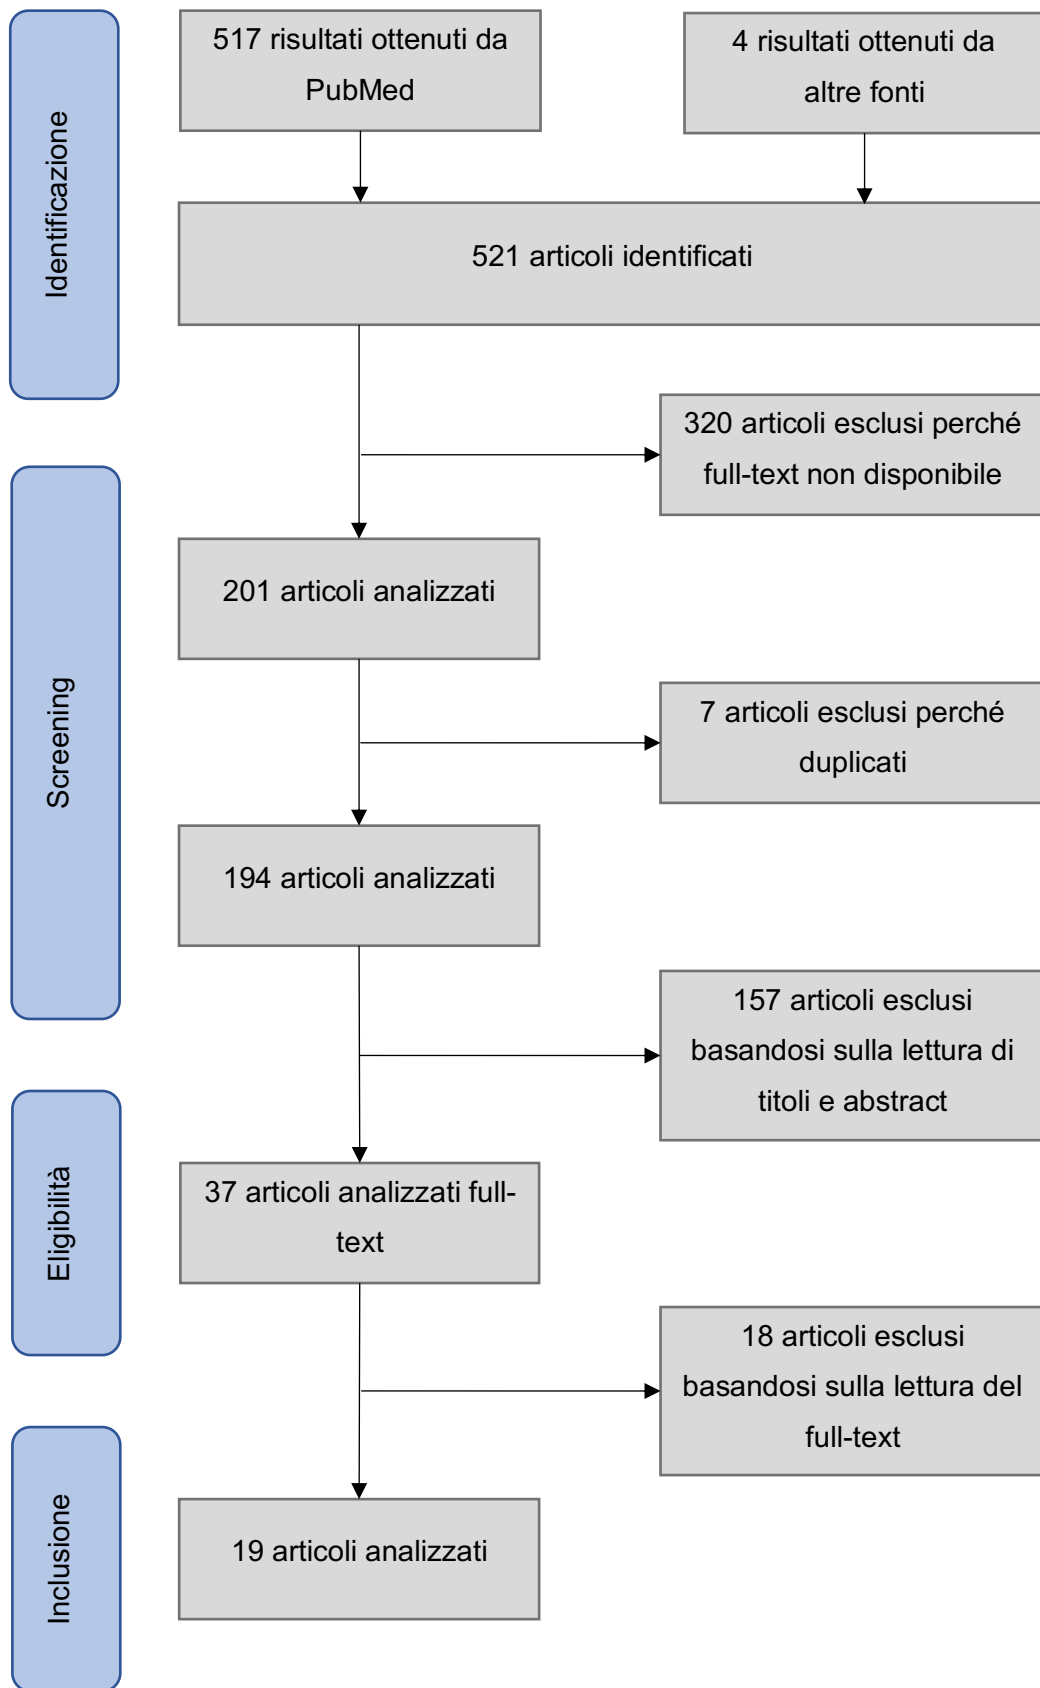 Identificazione
517 risultati ottenuti da
PubMed
4 risultati ottenuti da
altre fonti
521 articoli identificati
320 articoli esclusi perché
full-text non disponibile
Screening
201 articoli analizzati
7 articoli esclusi perché
duplicati
194 articoli analizzati
157 articoli esclusi
basandosi sulla lettura di
titoli e abstract
Eligibilità
37 articoli analizzati full-
text
18 articoli esclusi
basandosi sulla lettura del
full-text
Inclusione
19 articoli analizzati